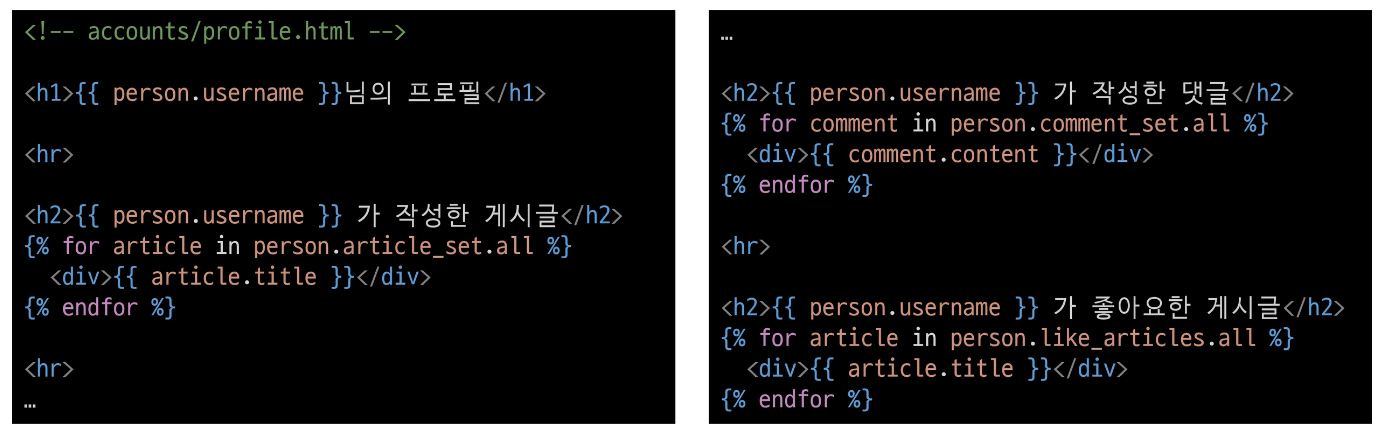 <!-- accounts/profile.html -->
<h1>{{ person.username }}님의 프로필</h1>
<hr>
<h2>{{ person.username }} 가 작성한 게시글</h2>
{% for article in person.article_set.all %}
  <div>{{ article.title }}</div>
{% endfor %}
<hr>
…
…
<h2>{{ person.username }} 가 작성한 댓글</h2>
{% for comment in person.comment_set.all %}
  <div>{{ comment.content }}</div>
{% endfor %}
<hr>
<h2>{{ person.username }} 가 좋아요한 게시글</h2>
{% for article in person.like_articles.all %}
  <div>{{ article.title }}</div>
{% endfor %}